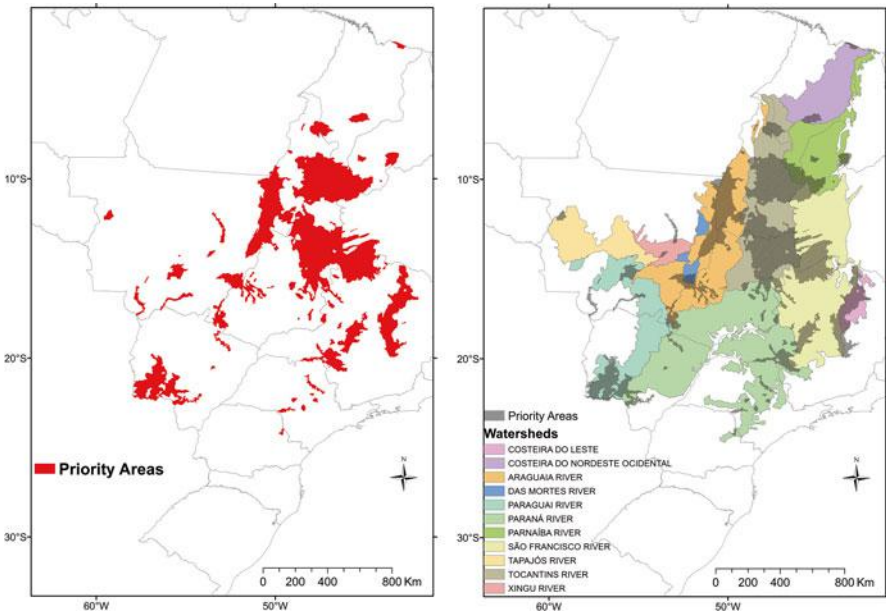 10°S
20°S
30°S
Priority Areas
N
0 200 400 800 Km
60°W
50°W
10°S
20°S
30°S
Priority Areas
Watersheds
COSTEIRA DO LESTE
COSTEIRA DO NORDESTE OCIDENTAL
ARAGUAIA RIVER
DAS MORTES RIVER
PARAGUAI RIVER
PARANÁ RIVER
PARNAÍBA RIVER
SÃO FRANCISCO RIVER
TAPAJÓS RIVER
TOCANTINS RIVER
XINGU RIVER
N
0 200 400 800 Km
60°W
50°W